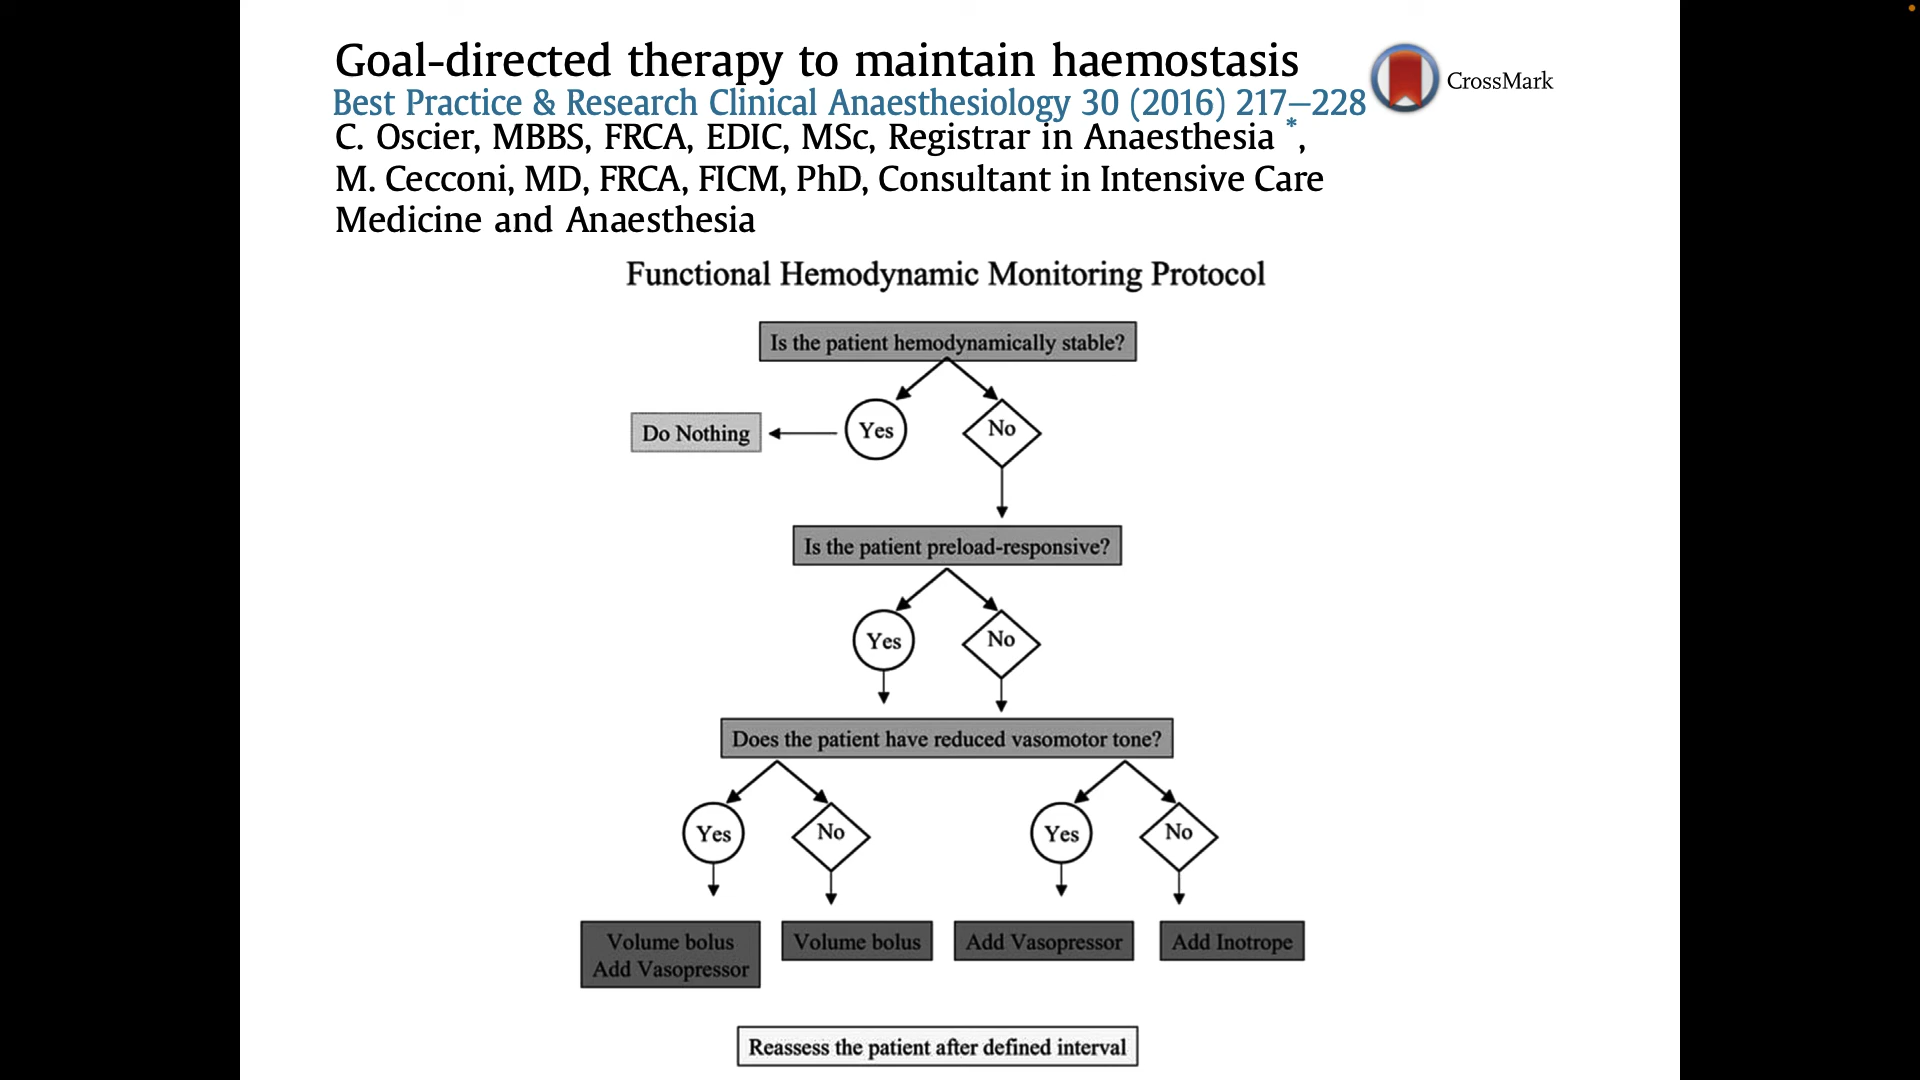 Goal-directed therapy to maintain haemostasis
CrossMark
Best Practice & Research Clinical Anaesthesiology 30 (2016) 217–228
C. Oscier, MBBS, FRCA, EDIC, MSc, Registrar in Anaesthesia *,
M. Cecconi, MD, FRCA, FICM, PhD, Consultant in Intensive Care
Medicine and Anaesthesia
Functional Hemodynamic Monitoring Protocol
Is the patient hemodynamically stable?
Do Nothing
Yes
No
Is the patient preload-responsive?
Yes
No
Does the patient have reduced vasomotor tone?
Yes
No
Yes
No
Volume bolus
Add Vasopressor
Volume bolus
Add Vasopressor
Add Inotrope
Reassess the patient after defined interval